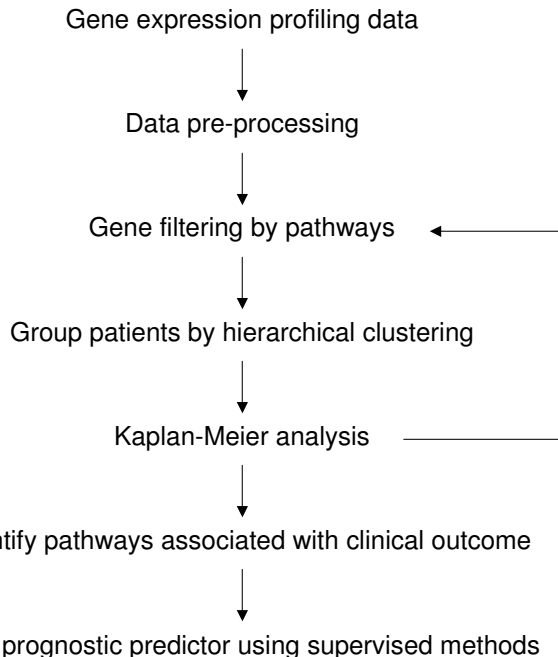 Gene expression profiling data
Data pre-processing
Gene filtering by pathways
Group patients by hierarchical clustering
Kaplan-Meier analysis
ntify pathways associated with clinical outcome
prognostic predictor using supervised methods